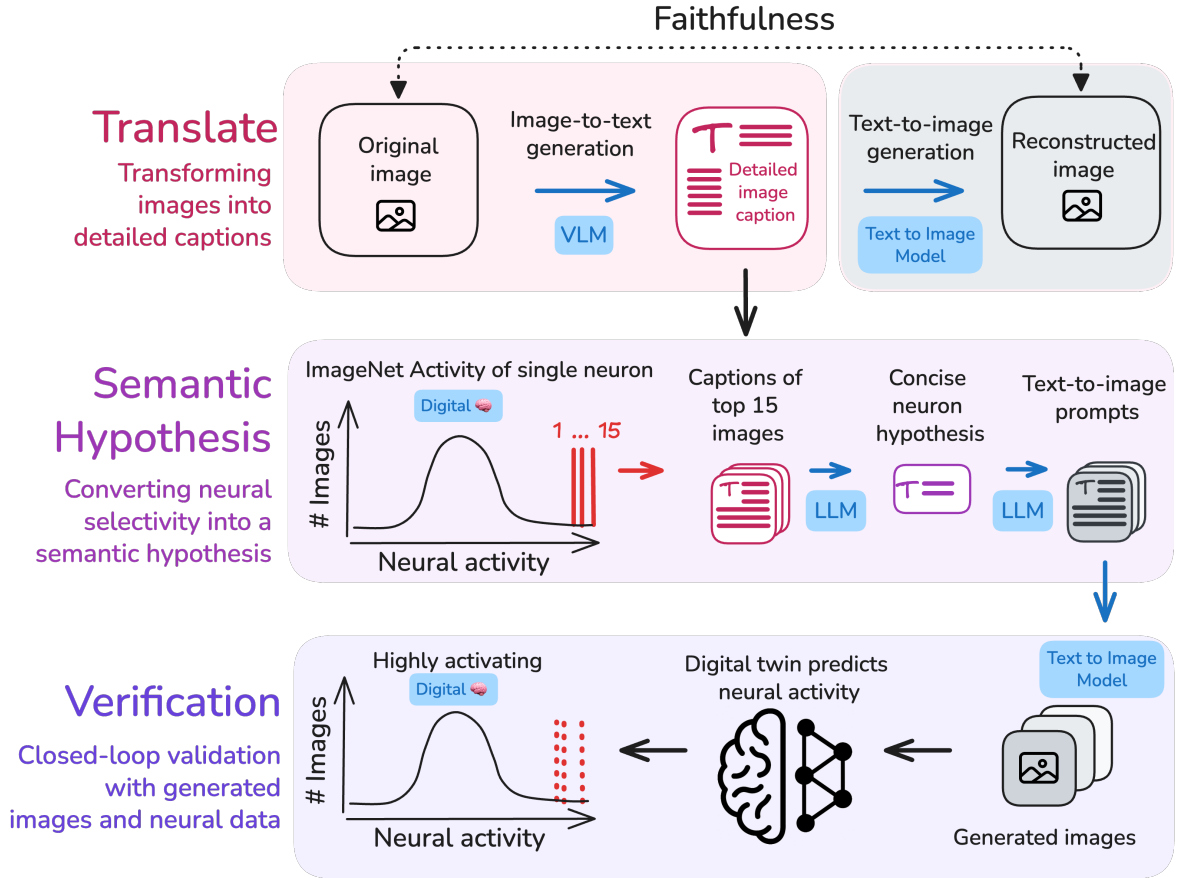 Faithfulness
Translate
Transforming
images into
detailed captions
Original
image
Image-to-text
generation
VLM
T
Detailed
image
caption
Text-to-image
generation
Text to Image
Model
Reconstructed
image
Semantic
Hypothesis
Converting neural
selectivity into a
semantic hypothesis
ImageNet Activity of single neuron
Digital
# Images
1 ... 15
Neural activity
Captions of
top 15
images
T
LLM
Concise
neuron
hypothesis
T
LLM
Text-to-image
prompts
T
Verification
Closed-loop validation
with generated
images and neural data
Highly activating
Digital
# Images
Neural activity
Digital twin predicts
neural activity
Text to Image
Model
Generated images